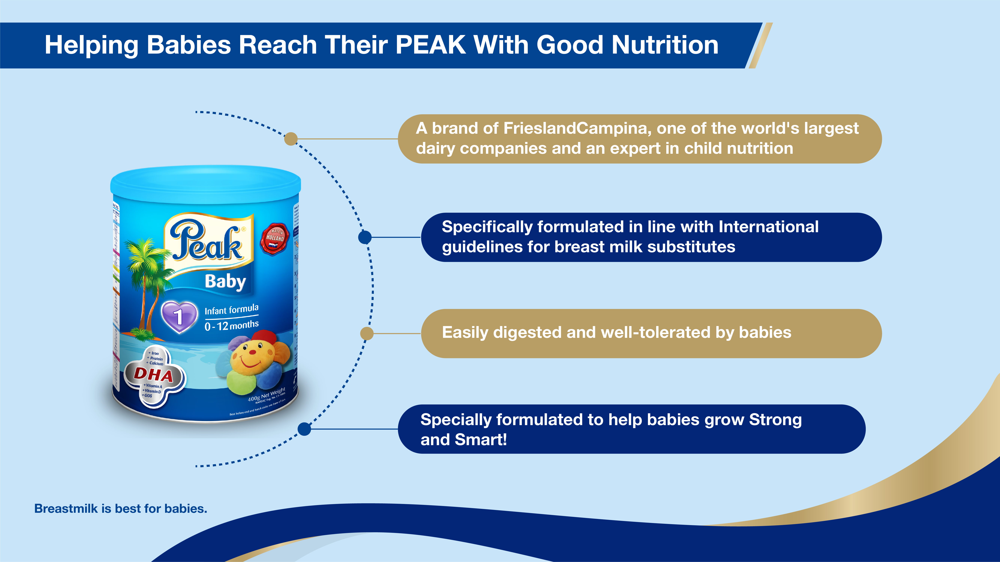 Helping Babies Reach Their PEAK With Good Nutrition
A brand of FrieslandCampina, one of the world's largest
dairy companies and an expert in child nutrition
Specifically formulated in line with International
guidelines for breast milk substitutes
Easily digested and well-tolerated by babies
Specially formulated to help babies grow Strong
and Smart!
Peak®
Baby
MADE IN
HOLLAND
1
Infant formula
0-12 months
+ Iron
+ Protein
+ Calcium
DHA
+Vitamin A
+Vitamin D
+GOS
400g Net Weight
NAFDAC Reg. No. C1-1085
Best before end and batch code: see base of can
Breastmilk is best for babies.